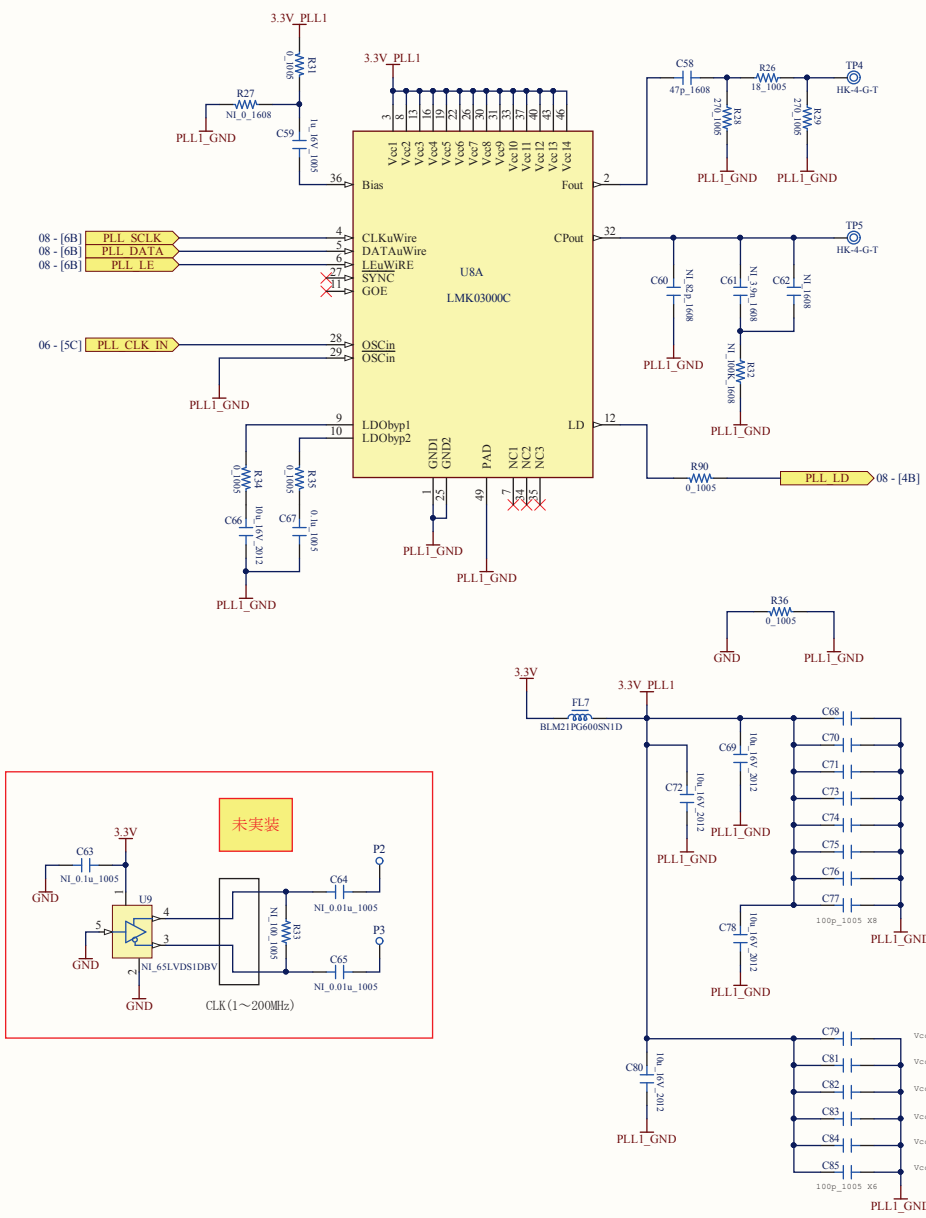 3.3V_PLL1
R31
0_1005
R27
NI_0_1608
PLL1_GND
C59
1u_16V_1005
3.3V_PLL1
3
8
13
16
19
22
26
30
31
33
37
40
43
46
Vcc1
Vcc2
Vcc3
Vcc4
Vcc5
Vcc6
Vcc7
Vcc8
Vcc9
Vcc10
Vcc11
Vcc12
Vcc13
Vcc14
36
Bias
Fout
2
C58
47p_1608
R26
18_1005
TP4
HK-4-G-T
R28
270_1005
R29
270_1005
PLL1_GND
PLL1_GND
08 - [6B] PLL_SCLK 4 CLKuWire
08 - [6B] PLL_DATA 5 DATAuWire
08 - [6B] PLL_LE 6 LEuWiRE
27 SYNC
11 GOE
U8A
LMK03000C
CPout
32
TP5
HK-4-G-T
C60
NI_82p_1608
C61
NI_3.9n_1608
C62
NI_1608
R32
NI_100K_1608
PLL1_GND
PLL1_GND
06 - [5C] PLL_CLK_IN 28 OSCin
29 OSCin
PLL1_GND
9 LDObyp1
10 LDObyp2
LD
12
R90
0_1005
PLL_LD 08 - [4B]
GND1
GND2
PAD
NC1
NC2
NC3
1
25
49
7
34
35
R34
0_1005
R35
0_1005
C66
10u_16V_2012
C67
0.1u_1005
PLL1_GND
PLL1_GND
PLL1_GND
R36
0_1005
GND
PLL1_GND
3.3V
FL7
BLM21PG600SN1D
3.3V_PLL1
C72
10u_16V_2012
PLL1_GND
C69
10u_16V_2012
PLL1_GND
C78
10u_16V_2012
PLL1_GND
C68
C70
C71
C73
C74
C75
C76
C77
100p_1005 X8
PLL1_GND
C80
10u_16V_2012
PLL1_GND
C79
C81
C82
C83
C84
C85
100p_1005 X6
PLL1_GND
未実装
3.3V
C63
NI_0.1u_1005
GND
1
U9
4
5
3
2
GND
NI_65LVDS1DBV
GND
CLK(1～200MHz)
R33
NI_100_1005
C64
NI_0.01u_1005
P2
C65
NI_0.01u_1005
P3